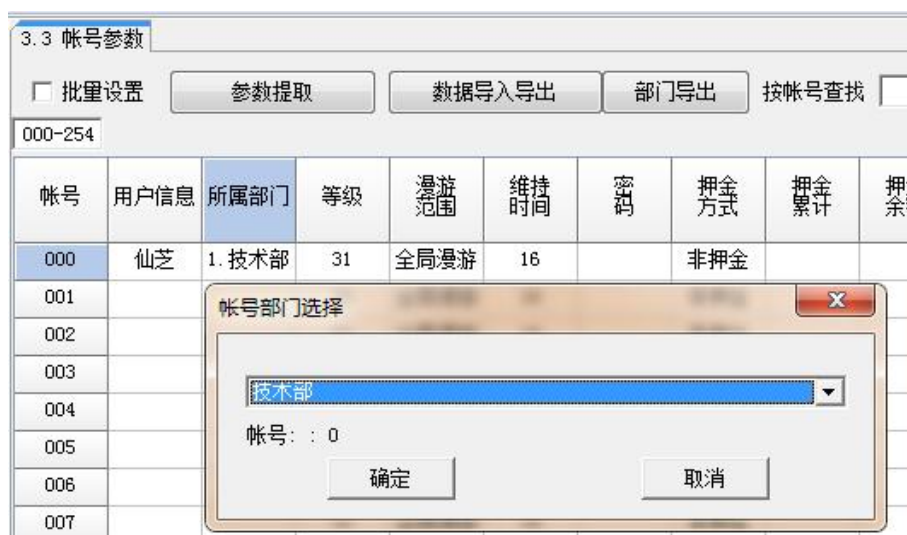 3.3 帐号参数
批量设置 参数提取 数据导入导出 部门导出 按帐号查找
000-254
帐号 用户信息 所属部门 等级 漫游范围 维持时间 密码 押金方式 押金累计
000 仙芝 1.技术部 31 全局漫游 16 非押金
001
帐号部门选择
002
003
技术部
004
帐号: : 0
005
006 确定 取消
007